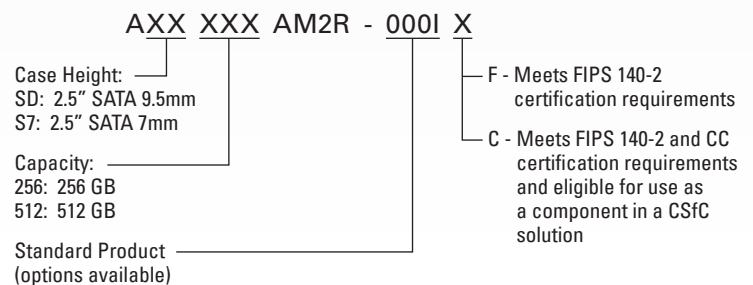 AXX XXX AM2R - 000I X
Case Height:
SD: 2.5” SATA 9.5mm
S7: 2.5” SATA 7mm
Capacity:
256: 256 GB
512: 512 GB
Standard Product
(options available)
F - Meets FIPS 140-2
certification requirements
C - Meets FIPS 140-2 and CC
certification requirements
and eligible for use as
a component in a CSfC
solution